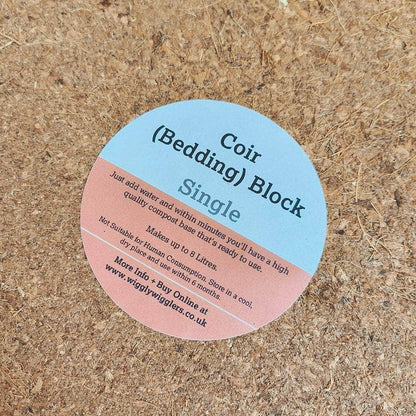 Coir
(Bedding) Block
Single
Just add water and within minutes you'll have a high
quality compost base that's ready to use.
Makes up to 8 Litres.
Not Suitable for Human Consumption. Store in a cool,
dry place and use within 6 months.
More Info - Buy Online at
www.wigglywigglers.co.uk